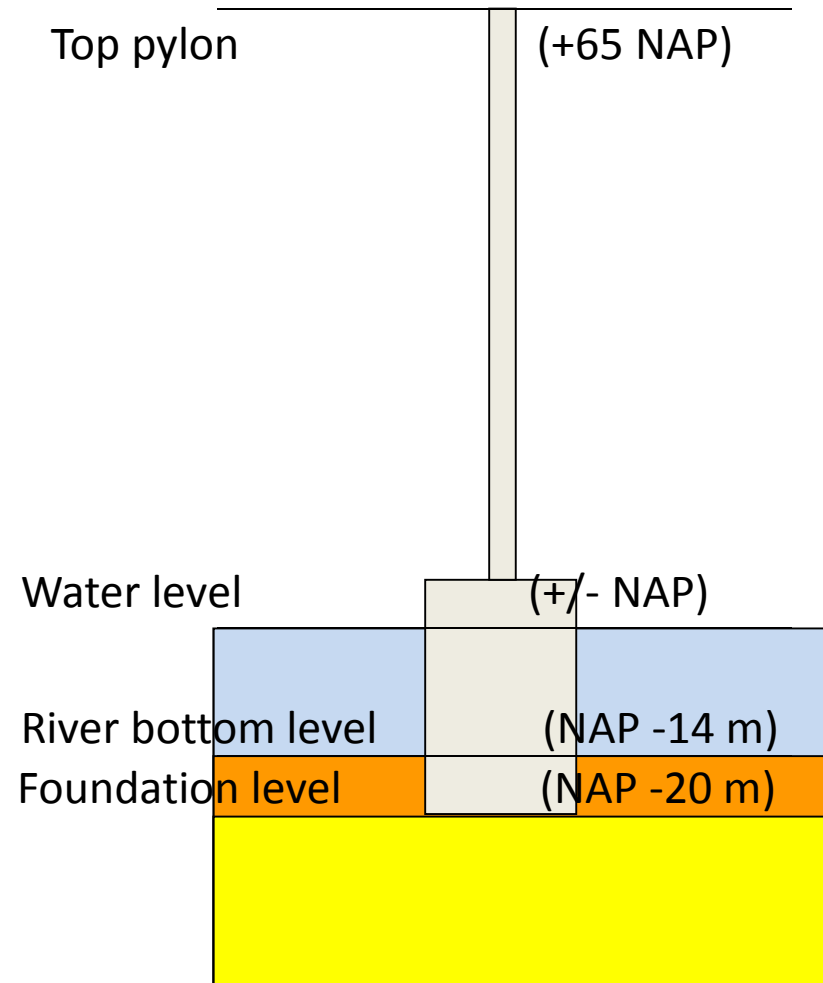 Top pylon (+65 NAP)
Water level (+/- NAP)
River bottom level (NAP -14 m)
Foundation level (NAP -20 m)